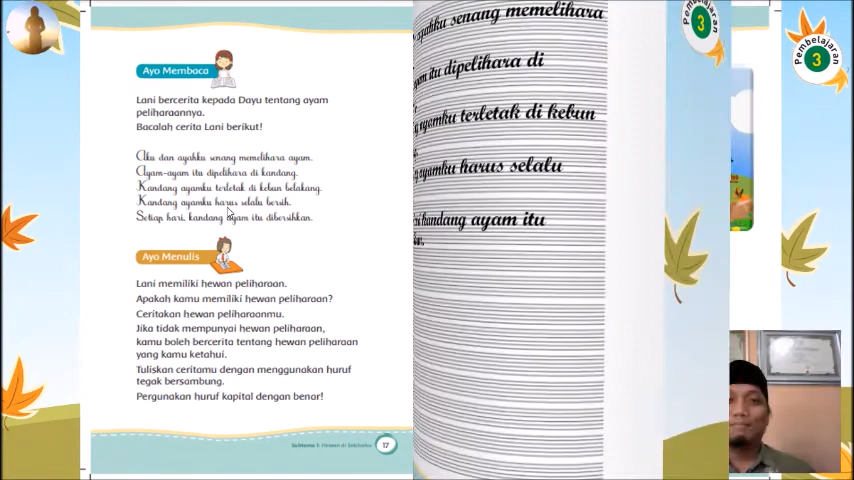 Ayo Membaca
Lani bercerita kepada Dayu tentang ayam
peliharaannya.
Bacalah cerita Lani berikut!
Aku dan ayahku senang memelihara ayam.
Ayam-ayam itu dipelihara di kandang.
Kandang ayamku terletak di kebun belakang.
Kandang ayamku harus selalu bersih.
Setiap hari, kandang ayam itu dibersihkan.
Ayo Menulis
Lani memiliki hewan peliharaan.
Apakah kamu memiliki hewan peliharaan?
Ceritakan hewan peliharaanmu.
Jika tidak mempunyai hewan peliharaan,
kamu boleh bercerita tentang hewan peliharaan
yang kamu ketahui.
Tuliskan ceritamu dengan menggunakan huruf
tegak bersambung.
Pergunakan huruf kapital dengan benar!
Subtema 1: Hewan di Sekitarku
17
ayahku senang memelihara
itu dipelihara di
ayamku terletak di kebun
ayamku harus selalu
kandang ayam itu
Pembelajaran
3
Pembelajaran
3